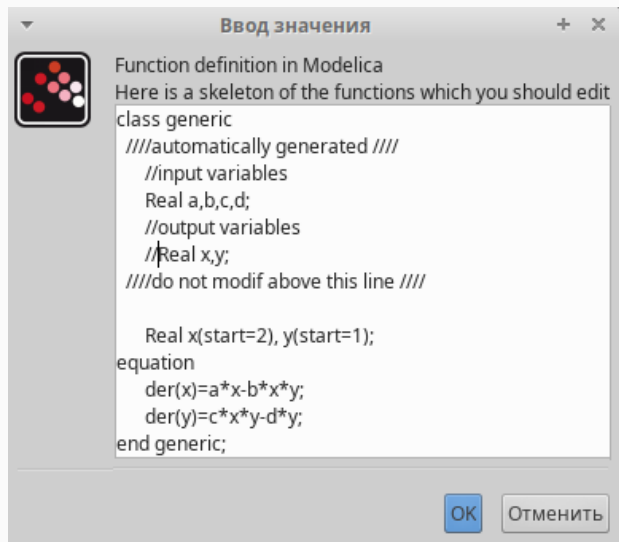 Ввод значения
Function definition in Modelica
Here is a skeleton of the functions which you should edit
class generic
////automatically generated ////
//input variables
Real a,b,c,d;
//output variables
//Real x,y;
////do not modif above this line ////
Real x(start=2), y(start=1);
equation
der(x)=a*x-b*x*y;
der(y)=c*x*y-d*y;
end generic;
OK
Отменить